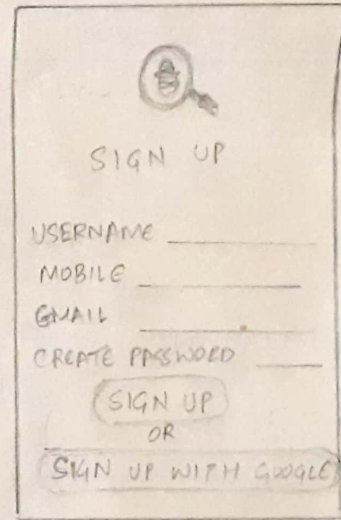 SIGN UP
USERNAME
MOBILE
GMAIL
CREATE PASSWORD
SIGN UP
OR
SIGN UP WITH GOOGLE